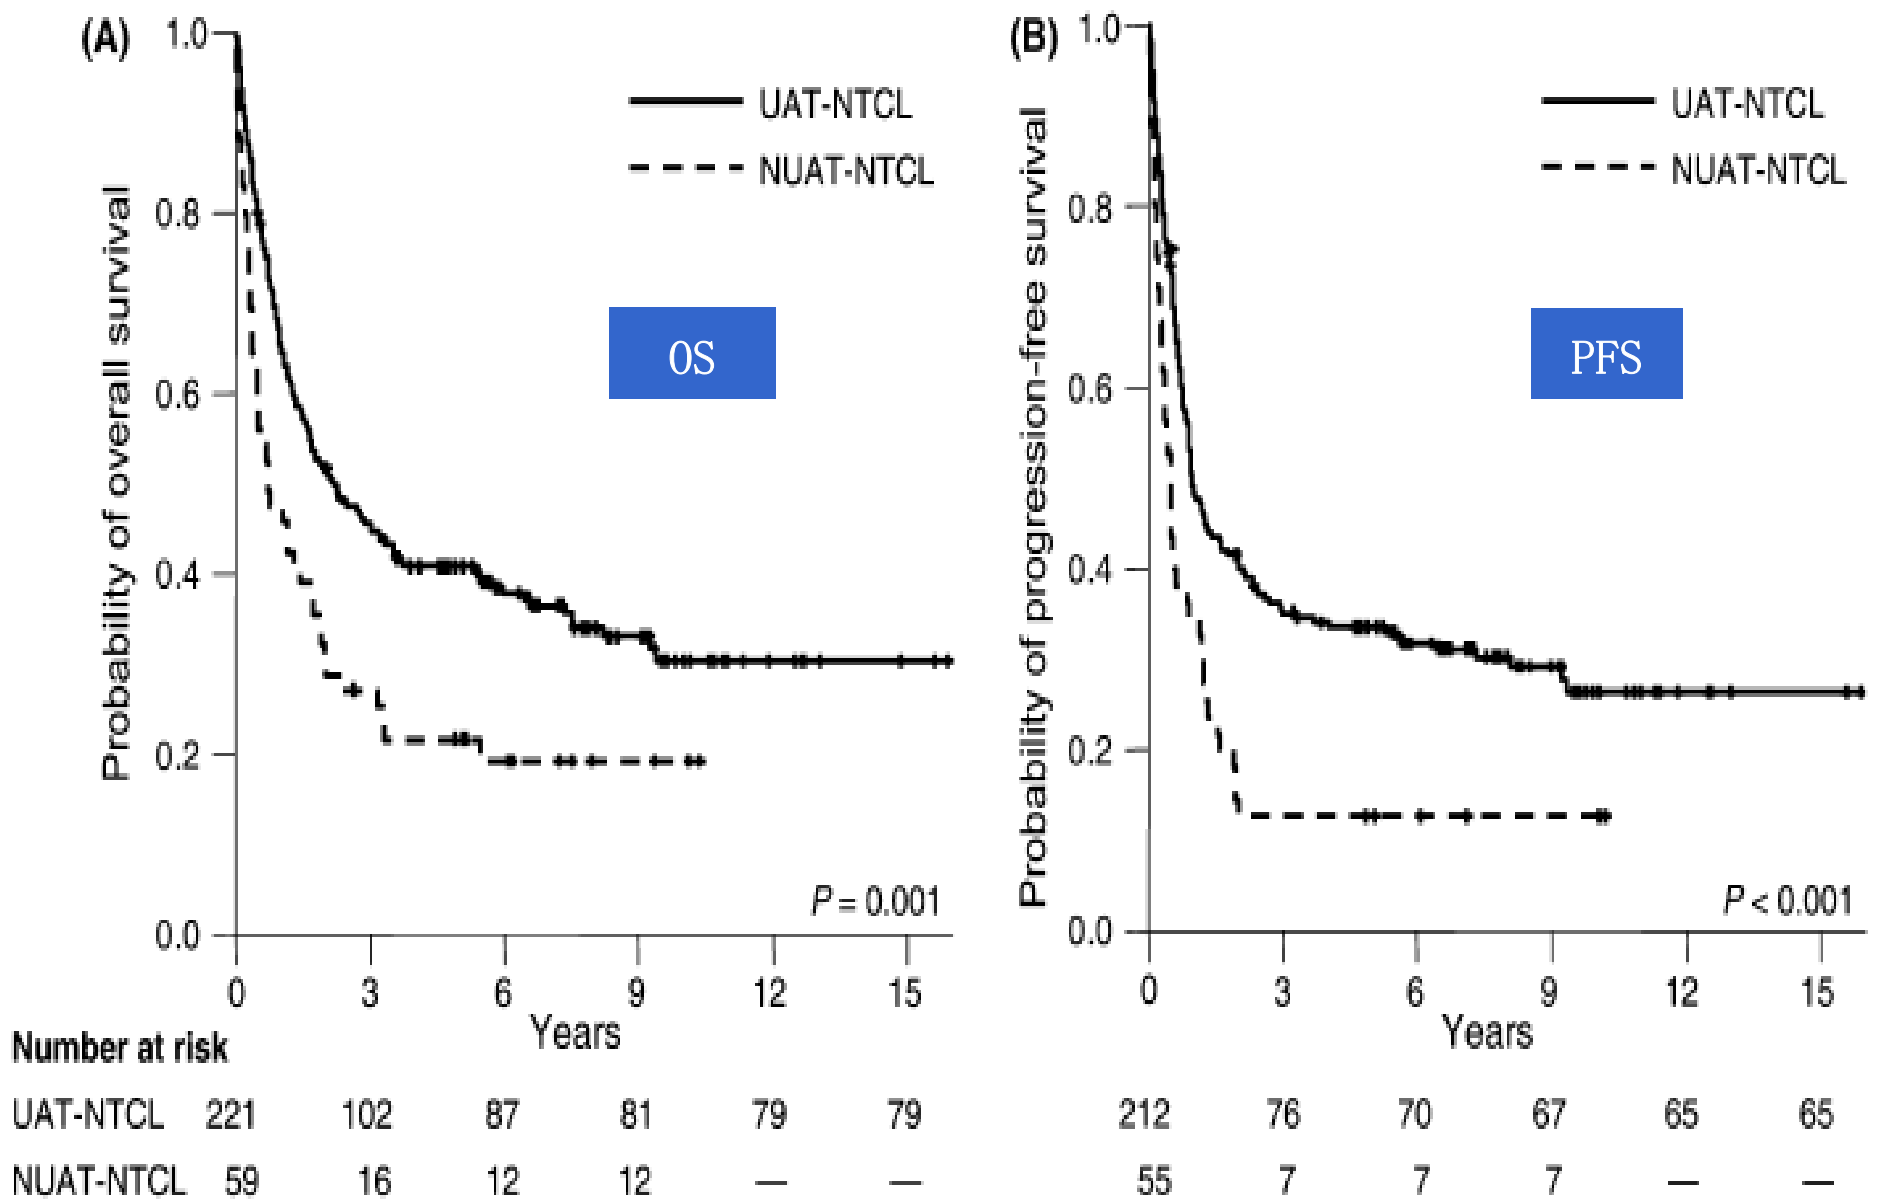 (A)
Probability of overall survival
1.0
0.8
0.6
0.4
0.2
0.0
UAT-NTCL
NUAT-NTCL
OS
P = 0.001
0 3 6 9 12 15
Years
(B)
Probability of progression-free survival
1.0
0.8
0.6
0.4
0.2
0.0
UAT-NTCL
NUAT-NTCL
PFS
P < 0.001
0 3 6 9 12 15
Years
Number at risk
UAT-NTCL 221 102 87 81 79 79 212 76 70 67 65 65
NUAT-NTCL 59 16 12 12 — — 55 7 7 7 — —